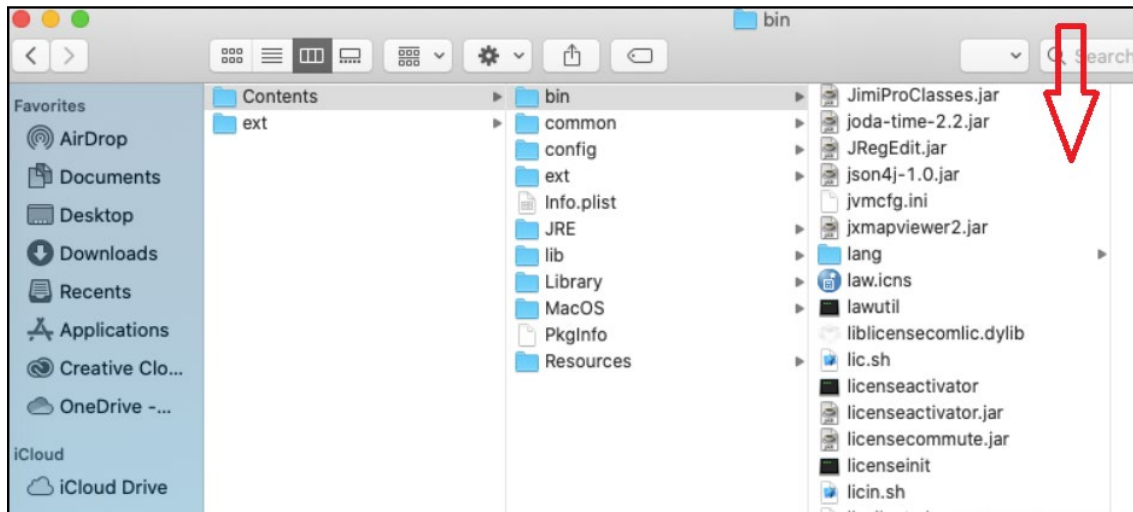 bin
Search
Favorites
AirDrop
Documents
Desktop
Downloads
Recents
Applications
Creative Clo...
OneDrive -...
iCloud
iCloud Drive
Contents
ext
bin
common
config
ext
Info.plist
JRE
lib
Library
MacOS
PkgInfo
Resources
JimiProClasses.jar
joda-time-2.2.jar
JRegEdit.jar
json4j-1.0.jar
jvmcfg.ini
jxmapviewer2.jar
lang
law.icns
lawutil
liblicensecomlic.dylib
lic.sh
licenseactivator
licenseactivator.jar
licensecommute.jar
licenseinit
licin.sh